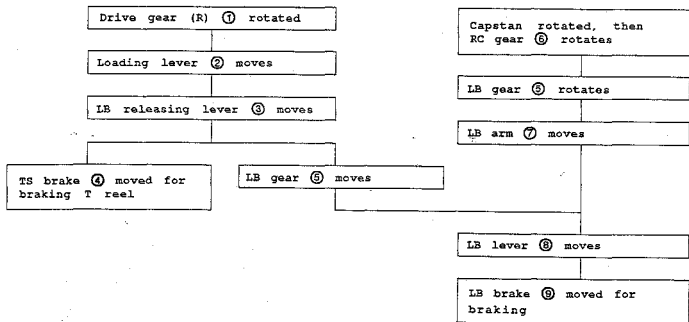 Drive gear (R) ① rotated
Loading lever ② moves
LB releasing lever ③ moves
TS brake ④ moved for
braking T reel
LB gear ⑤ moves
Capstan rotated, then
RC gear ⑥ rotates
LB gear ⑤ rotates
LB arm ⑦ moves
LB lever ⑧ moves
LB brake ⑨ moved for
braking